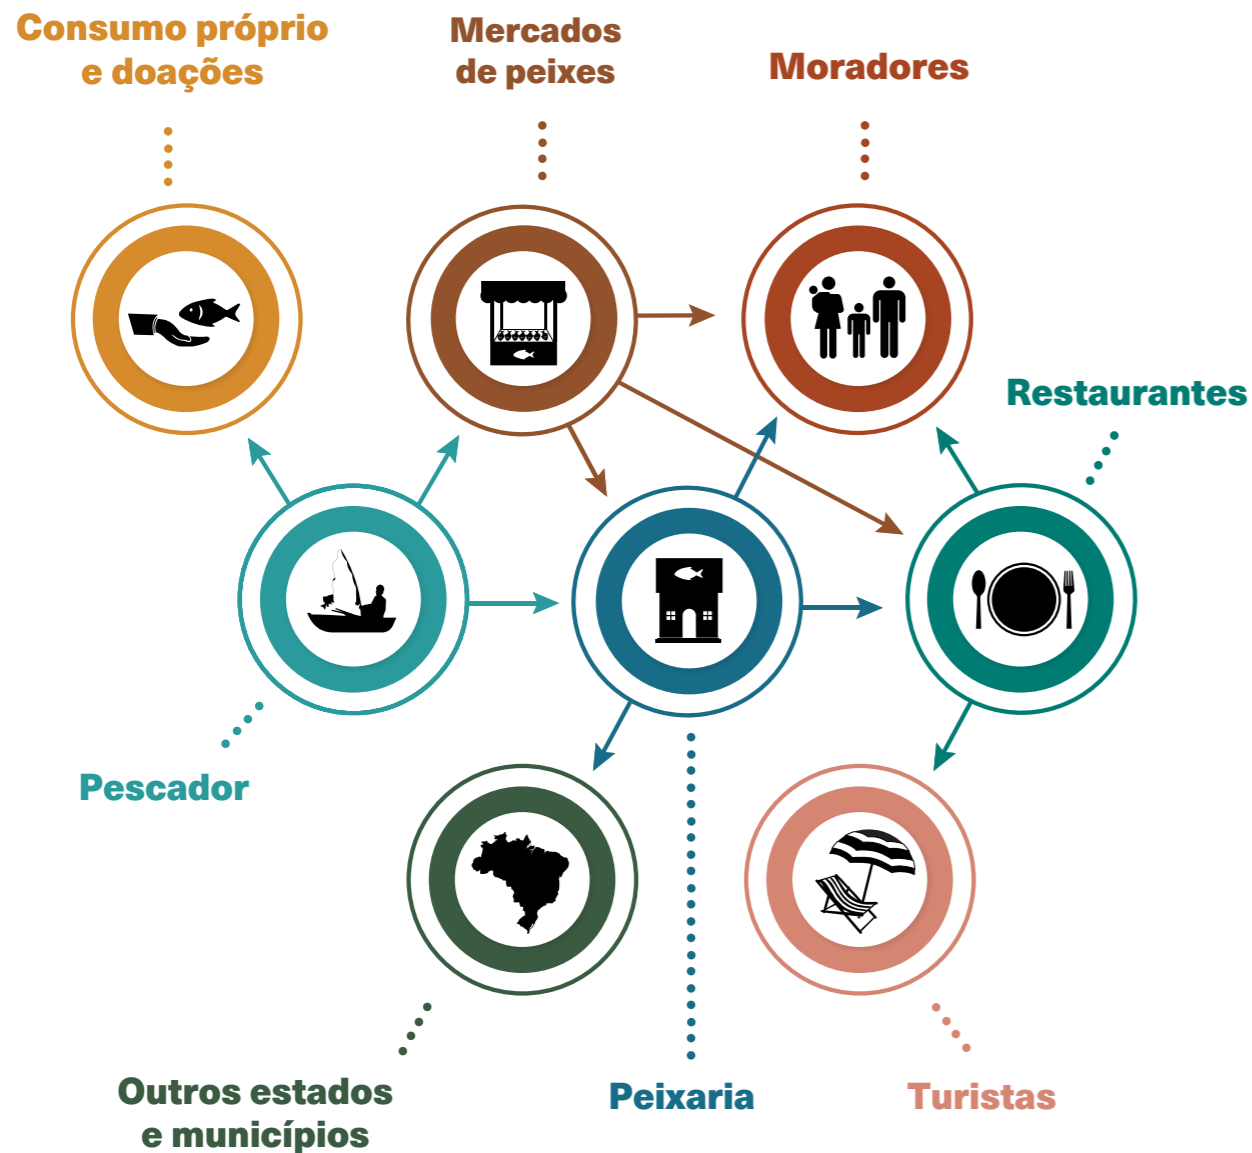 Consumo próprio
e doações
Mercados
de peixes
Moradores
Restaurantes
Pescador
Outros estados
e municípios
Peixaria
Turistas